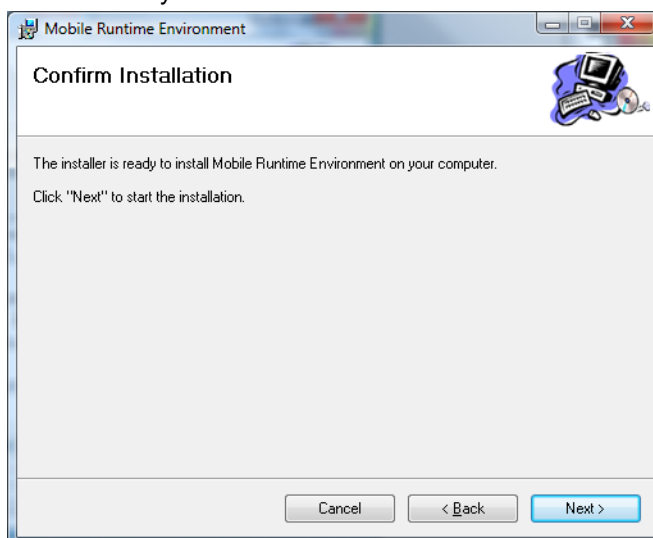 Mobile Runtime Environment
Confirm Installation
The installer is ready to install Mobile Runtime Environment on your computer.
Click "Next" to start the installation.
Cancel
< Back
Next >